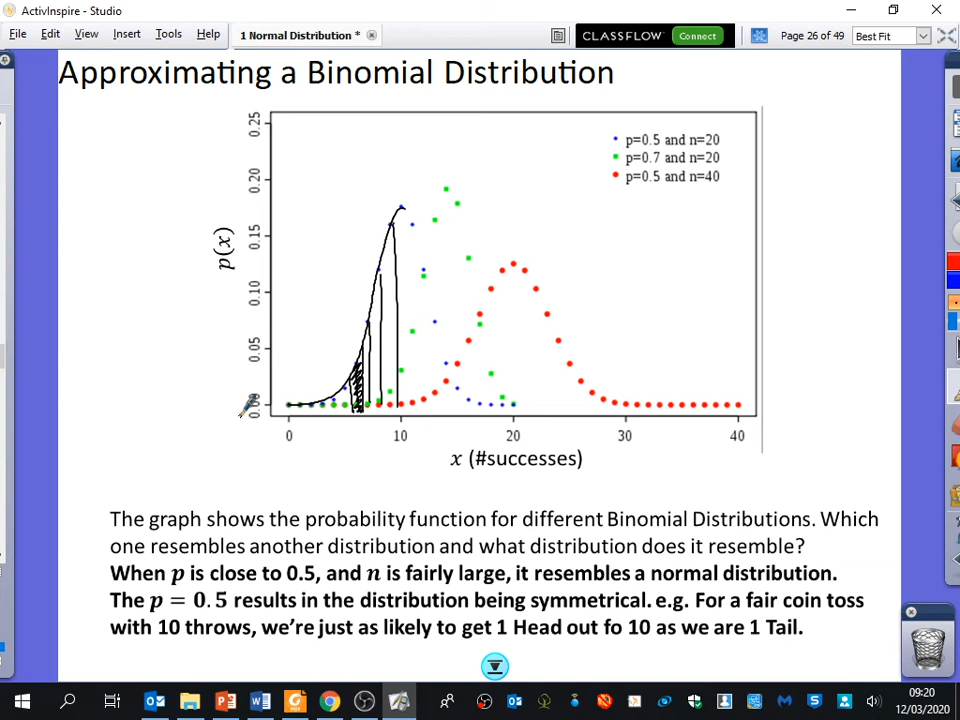 ActivInspire - Studio
File Edit View Insert Tools Help
1 Normal Distribution *
CLASSFLOW Connect
Page 26 of 49
Best Fit
Approximating a Binomial Distribution
p=0.5 and n=20
p=0.7 and n=20
p=0.5 and n=40
0.25
0.20
0.15
0.10
0.05
0.00
p(x)
0 10 20 30 40
x (#successes)
The graph shows the probability function for different Binomial Distributions. Which
one resembles another distribution and what distribution does it resemble?
When p is close to 0.5, and n is fairly large, it resembles a normal distribution.
The p = 0.5 results in the distribution being symmetrical. e.g. For a fair coin toss
with 10 throws, we’re just as likely to get 1 Head out fo 10 as we are 1 Tail.
09:20
12/03/2020